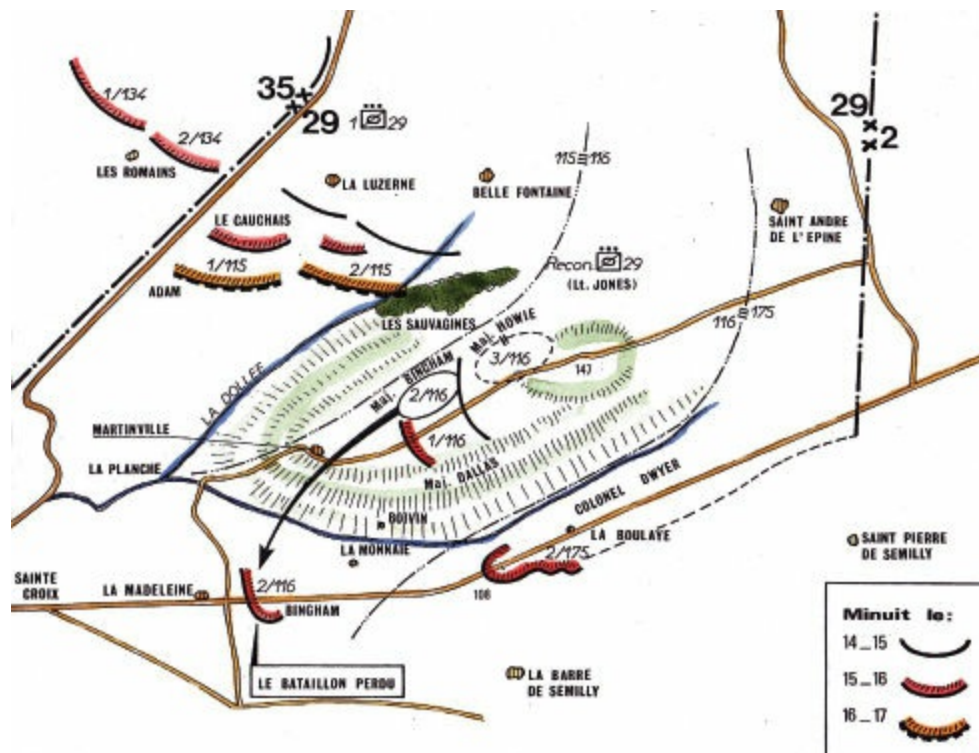 1/134
35
29
1 29
29
2
2/134
115 116
LES ROMAINS
LA LUZERNE
BELLE FONTAINE
LE CAUCHAIS
SAINT ANDRE
DE L'EPINE
1/115
2/115
ADAM
Recon. 29
(Lt. JONES)
LES SAUVAGINES
116 175
Maj. HOWIE
3/116
147
Maj. BINGHAM
2/116
LA DOLLEE
MARTINVILLE
1/116
Maj. DALLAS
LA PLANCHE
COLONEL DWYER
BOIVIN
LA BOULAYE
LA MONNAIE
SAINT PIERRE
DE SEMILLY
2/175
SAINTE
CROIX
LA MADELEINE
2/116
BINGHAM
108
LE BATAILLON PERDU
LA BARRE
DE SEMILLY
Minuit le:
14_15
15_16
16_17